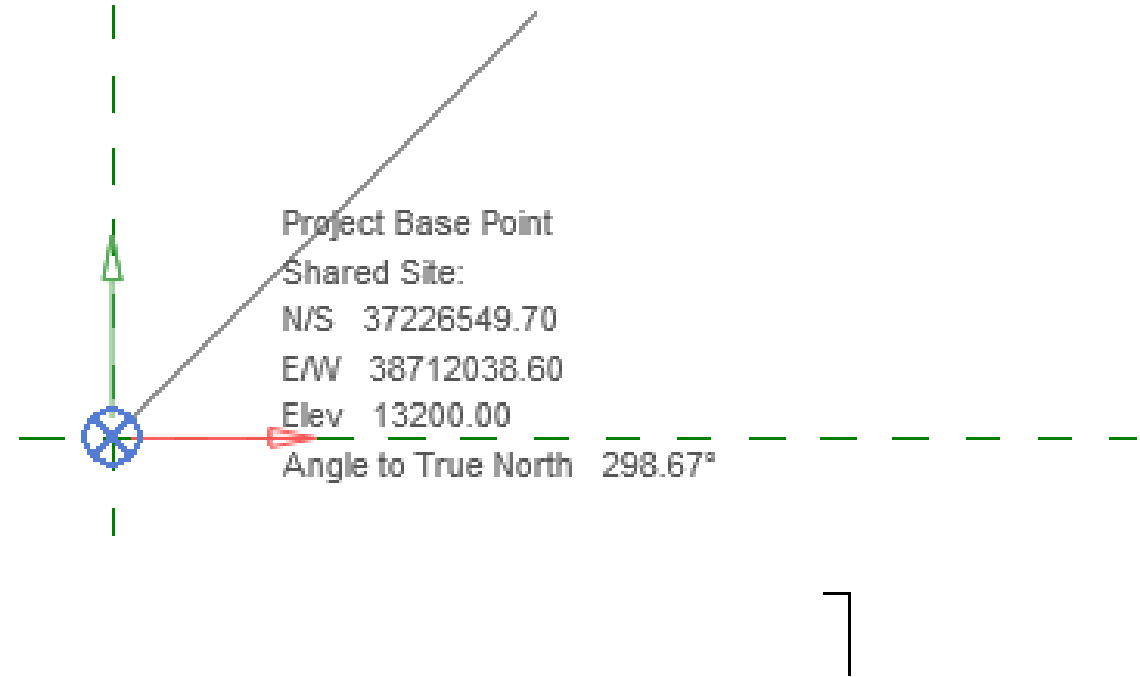 Project Base Point
Shared Site:
N/S 37226549.70
E/W 38712038.60
Elev 13200.00
Angle to True North 298.67°